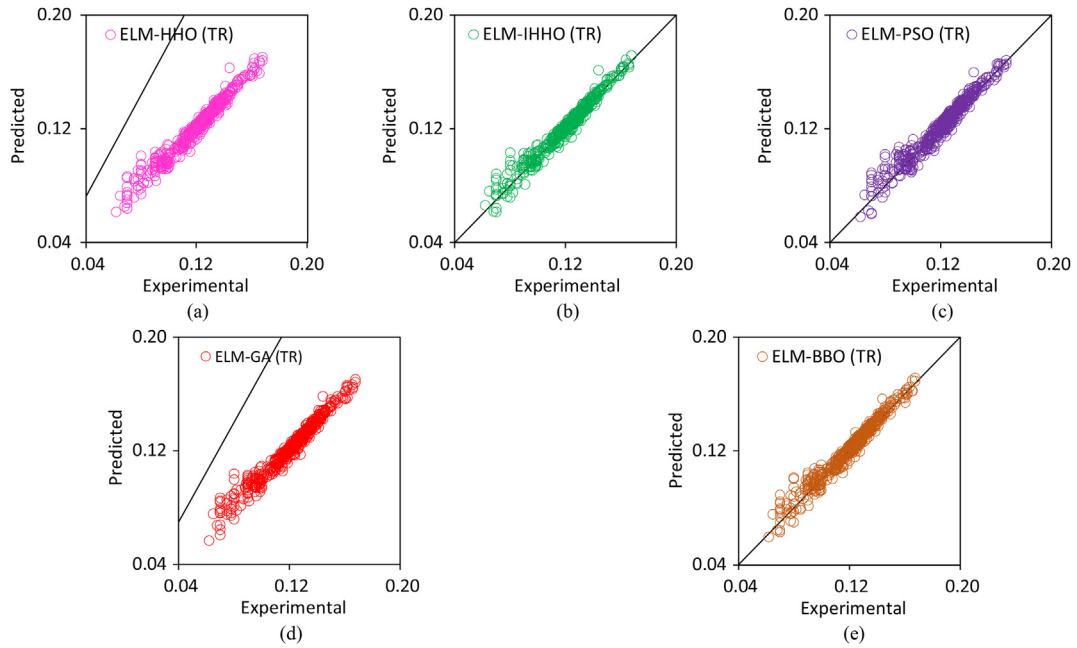 0.20
ELM-HHO (TR)
Predicted
0.12
0.04
0.04 0.12 0.20
Experimental
(a)
0.20
ELM-IHHO (TR)
Predicted
0.12
0.04
0.04 0.12 0.20
Experimental
(b)
0.20
ELM-PSO (TR)
Predicted
0.12
0.04
0.04 0.12 0.20
Experimental
(c)
0.20
ELM-GA (TR)
Predicted
0.12
0.04
0.04 0.12 0.20
Experimental
(d)
0.20
ELM-BBO (TR)
Predicted
0.12
0.04
0.04 0.12 0.20
Experimental
(e)